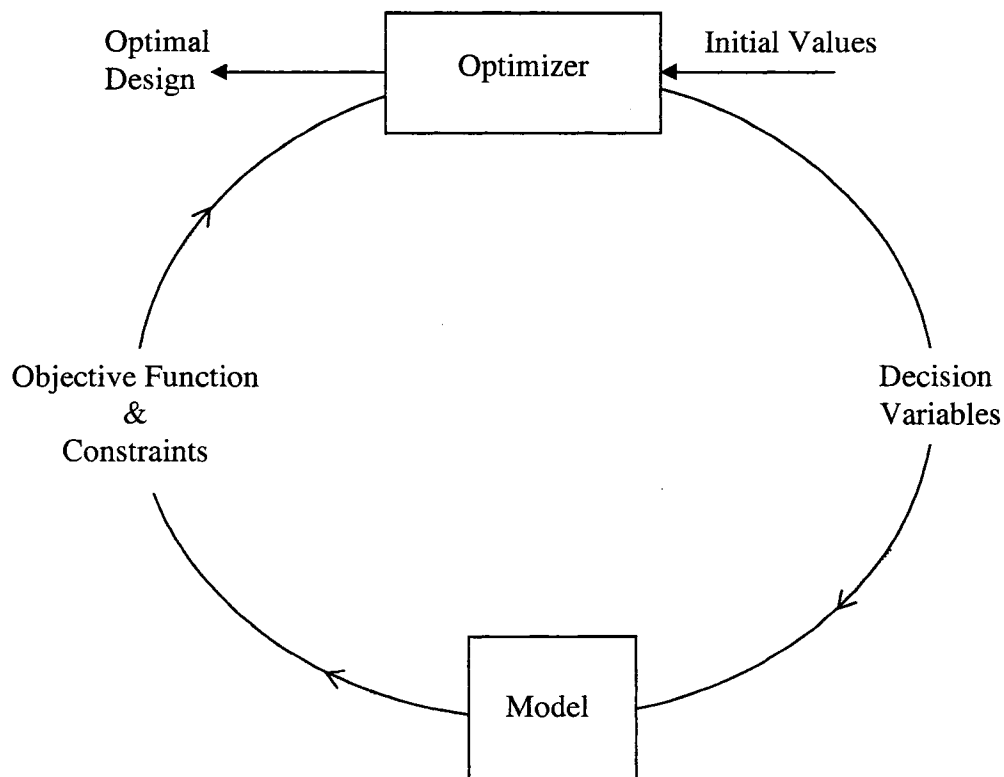 Optimal
Design
Optimizer
Initial Values
Objective Function
&
Constraints
Decision
Variables
Model